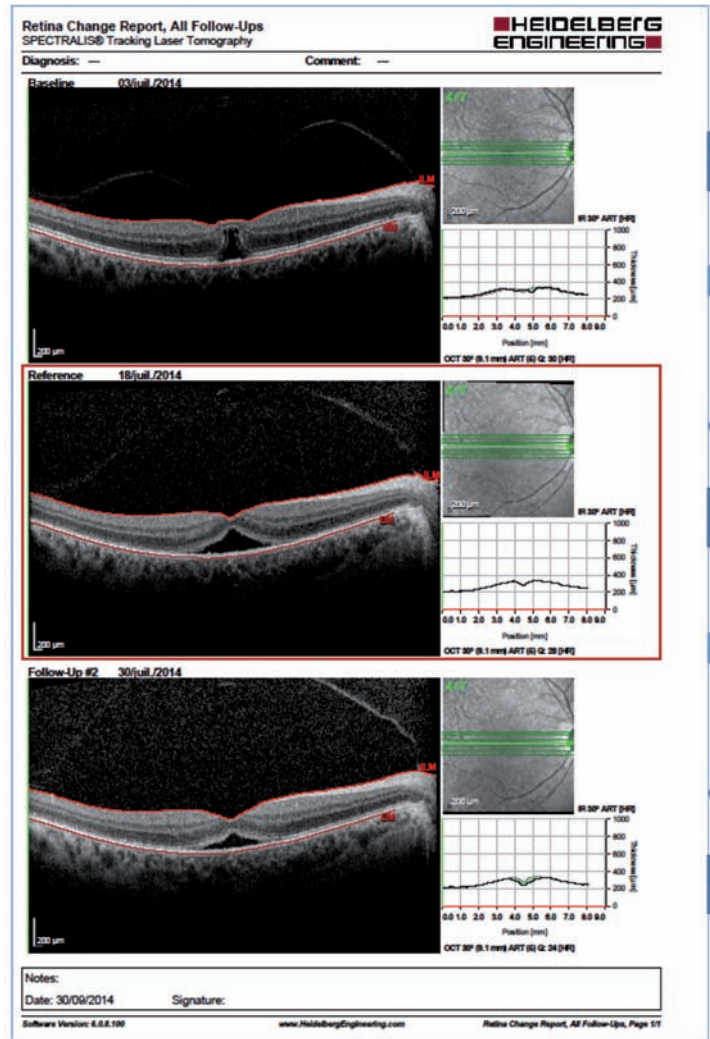 Retina Change Report, All Follow-Ups
SPECTRALIS® Tracking Laser Tomography
HEIDELBERG
ENGINEERING
Diagnosis: --- Comment: ---
Baseline 03/juil./2014
ILM
200 µm
200 µm
IR 30° ART [HR]
1000
800
600
400
200
0
Thickness [µm]
0.0 1.0 2.0 3.0 4.0 5.0 6.0 7.0 8.0 9.0
Position [mm]
OCT 30° (9.1 mm) ART (6) Q: 30 [HR]
Reference 18/juil./2014
ILM
200 µm
200 µm
IR 30° ART [HR]
1000
800
600
400
200
0
Thickness [µm]
0.0 1.0 2.0 3.0 4.0 5.0 6.0 7.0 8.0 9.0
Position [mm]
OCT 30° (9.1 mm) ART (6) Q: 28 [HR]
Follow-Up #2 30/juil./2014
ILM
200 µm
200 µm
IR 30° ART [HR]
1000
800
600
400
200
0
Thickness [µm]
0.0 1.0 2.0 3.0 4.0 5.0 6.0 7.0 8.0 9.0
Position [mm]
OCT 30° (9.1 mm) ART (6) Q: 24 [HR]
Notes:
Date: 30/09/2014 Signature:
Software Version: 6.0.8.100 www.HeidelbergEngineering.com Retina Change Report, All Follow-Ups, Page 1/1